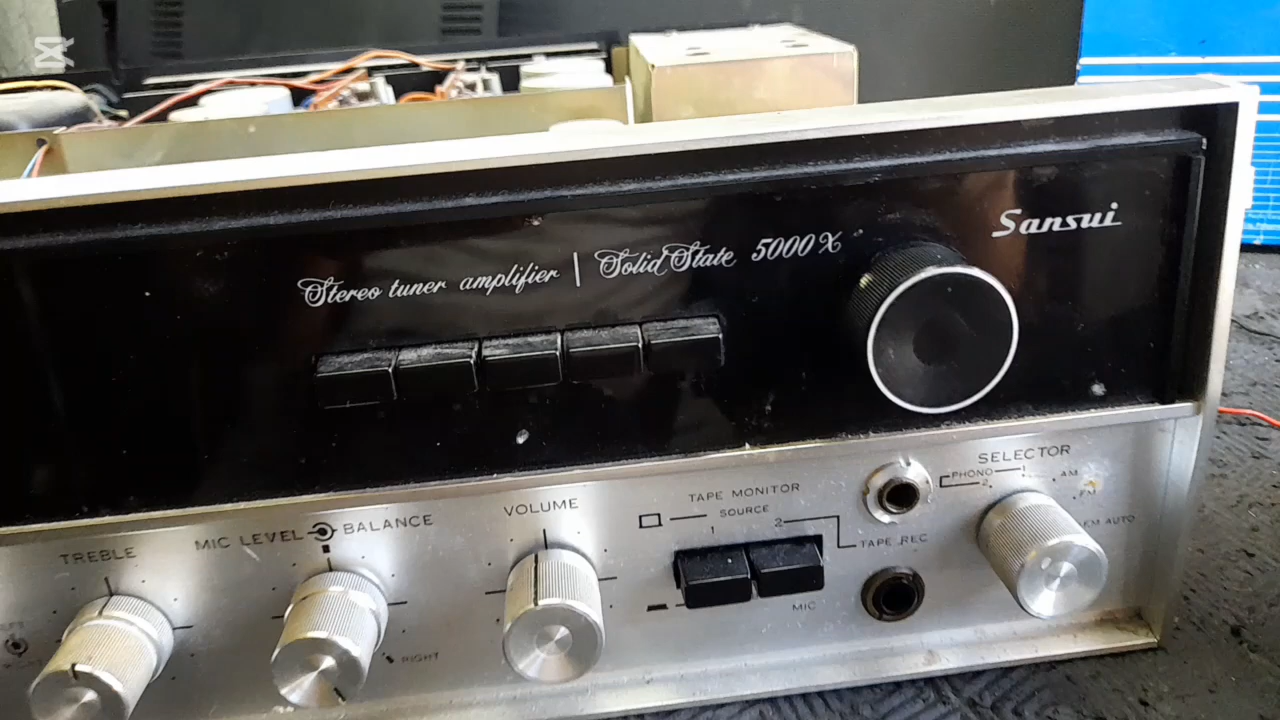 Sansui
Stereo tuner amplifier | Solid State 5000X
SELECTOR
PHONO 1
2
AM
FM
FM AUTO
TAPE MONITOR
SOURCE
1 2
TAPE REC
MIC
VOLUME
MIC LEVEL BALANCE
RIGHT
TREBLE